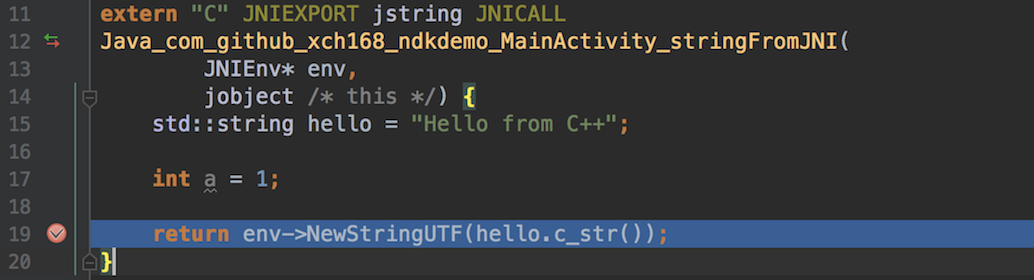 11 extern "C" JNIEXPORT jstring JNICALL
12 Java_com_github_xch168_ndkdemo_MainActivity_stringFromJNI(
13         JNIEnv* env,
14         jobject /* this */) {
15     std::string hello = "Hello from C++";
16
17     int a = 1;
18
19     return env->NewStringUTF(hello.c_str());
20 }